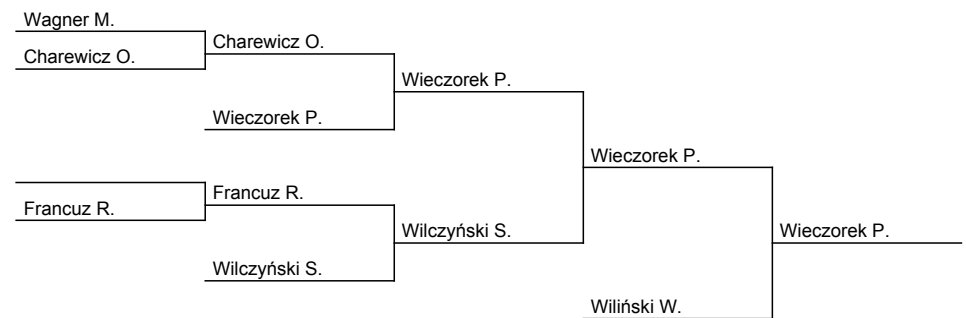 Wagner M.
Charewicz O.
Charewicz O.
Wieczorek P.
Wieczorek P.
Wieczorek P.
Francuz R.
Francuz R.
Wilczyński S.
Wieczorek P.
Wilczyński S.
Wiliński W.